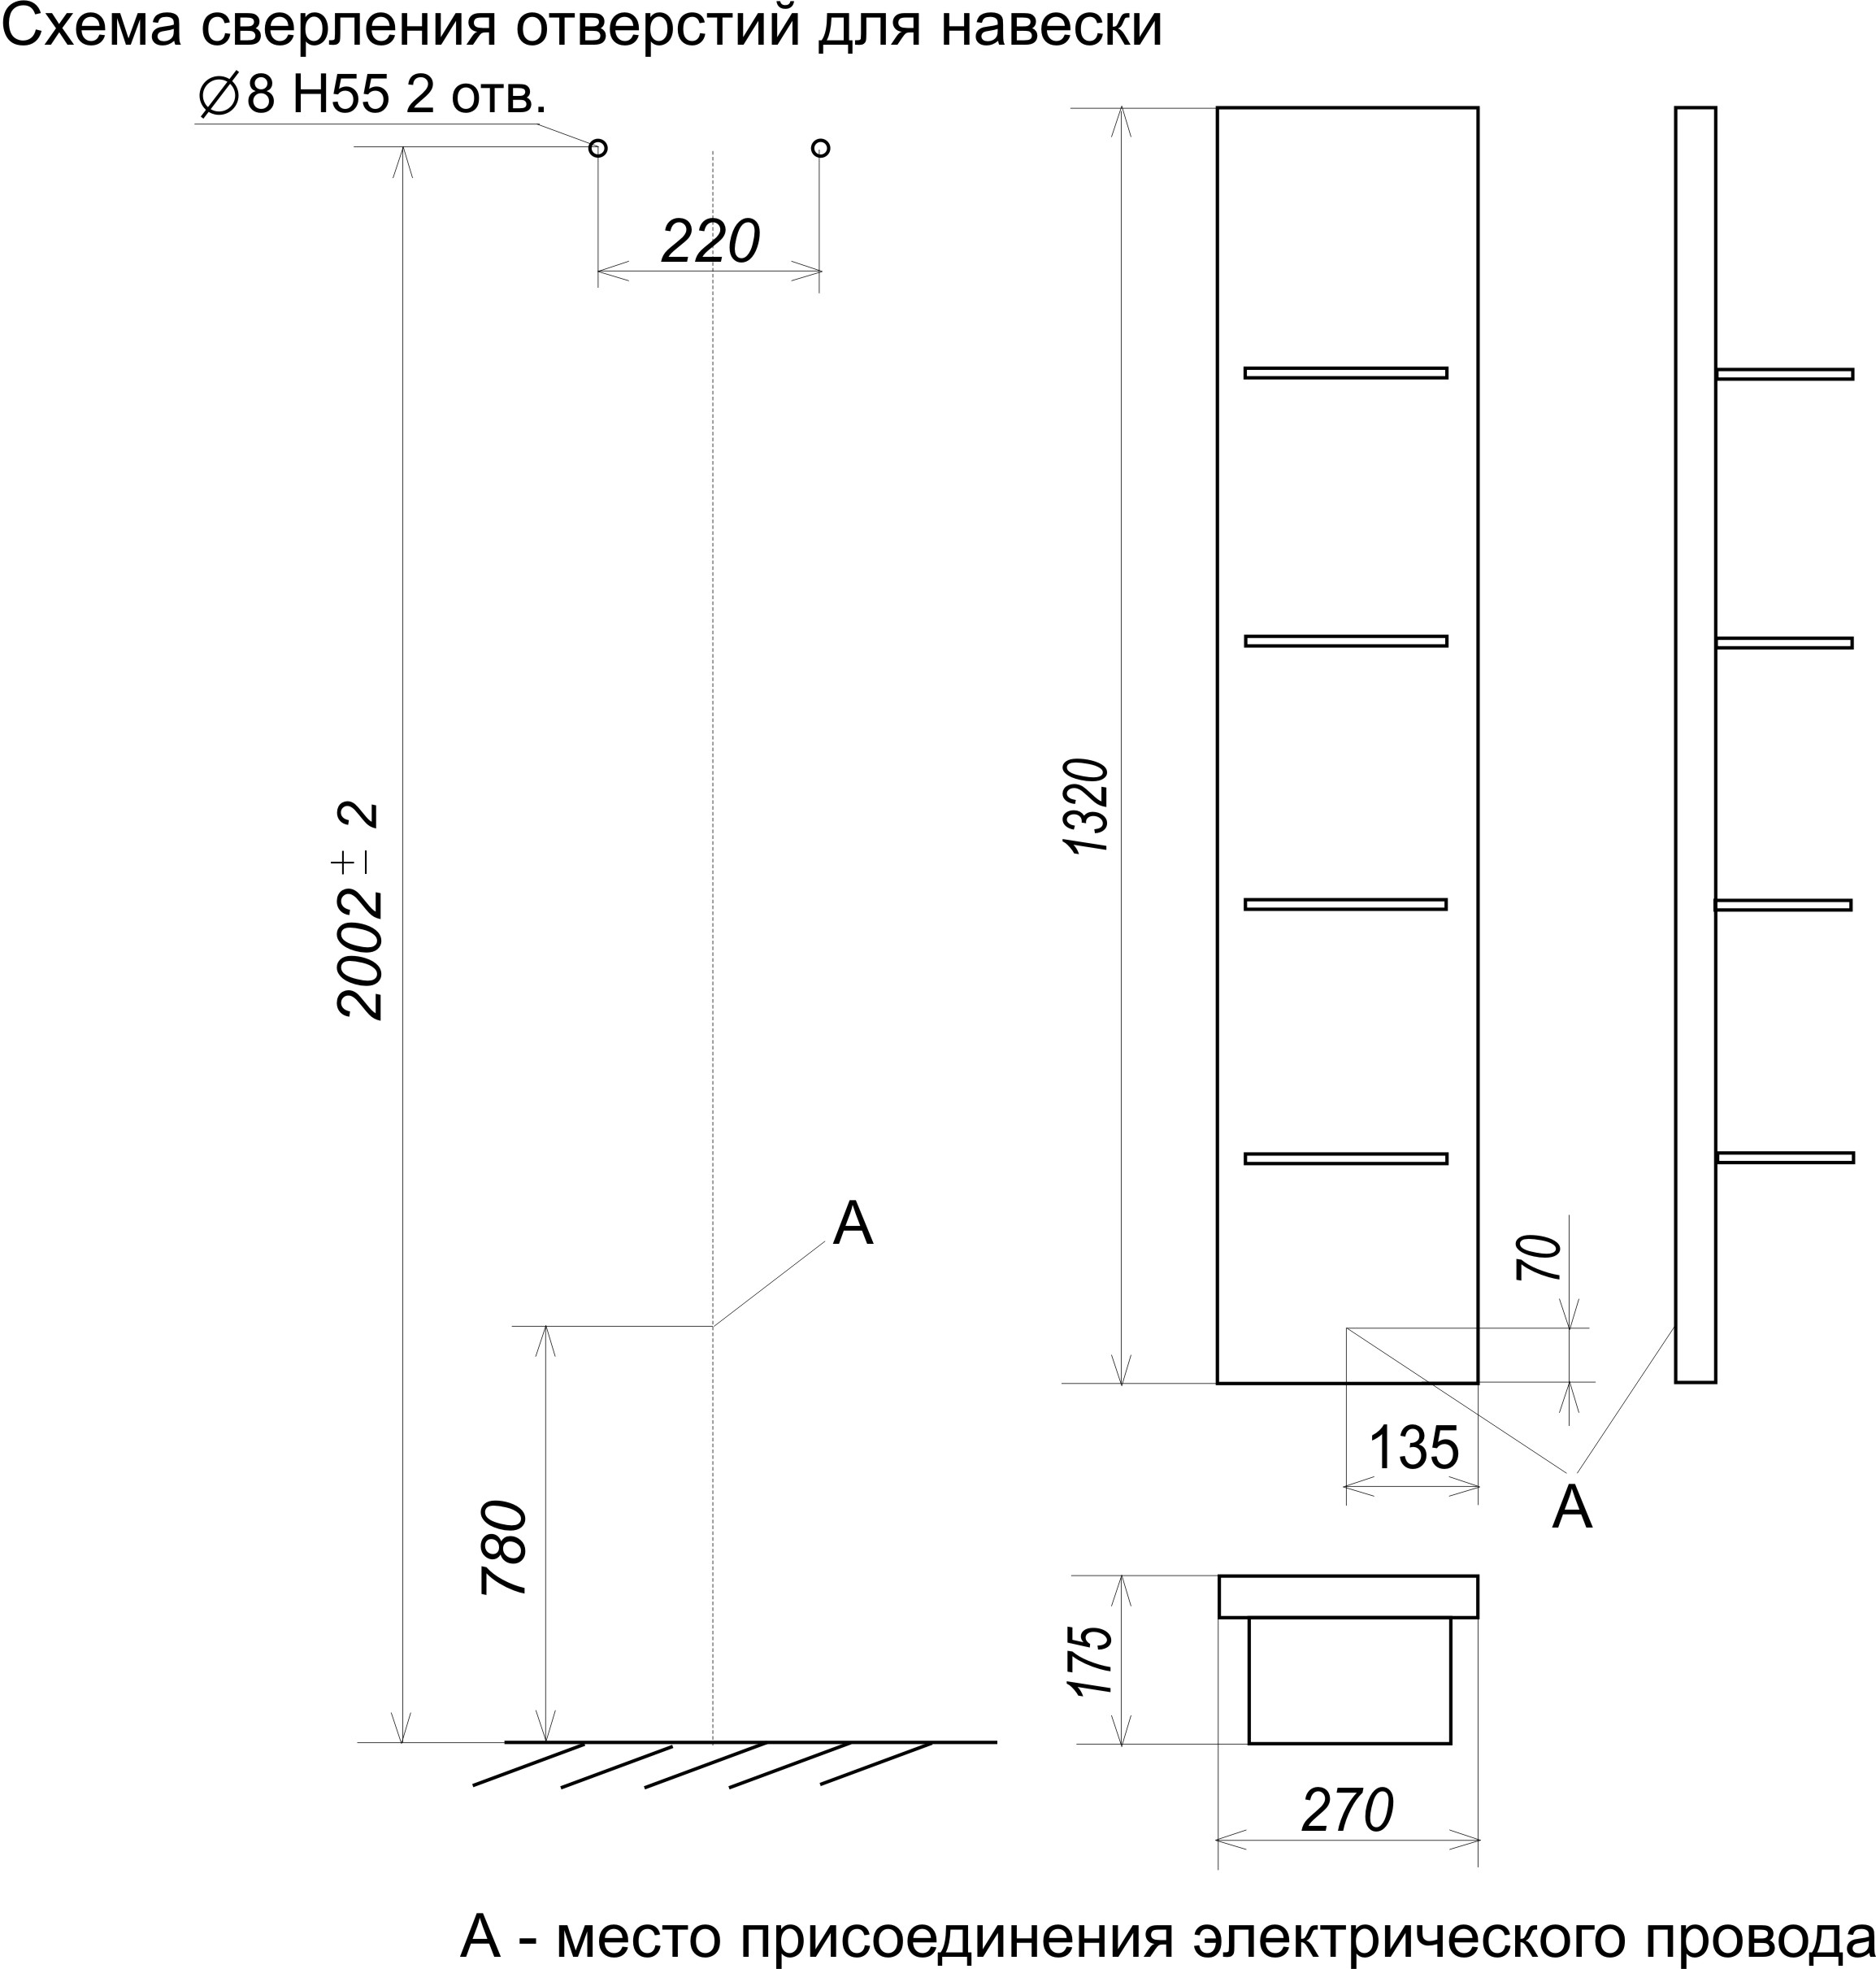 Схема сверления отверстий для навески
∅8 H55 2 отв.
220
2002 ± 2
1320
А
70
780
135
А
175
270
А - место присоединения электрического провода